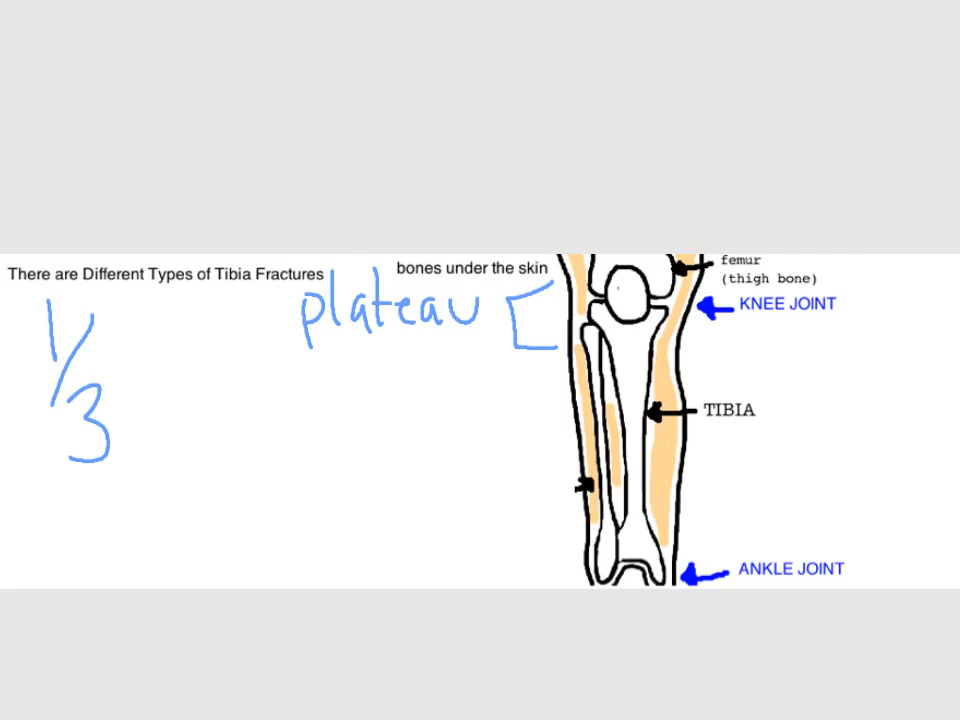 There are Different Types of Tibia Fractures
bones under the skin
femur
(thigh bone)
plateau
KNEE JOINT
1/3
TIBIA
ANKLE JOINT